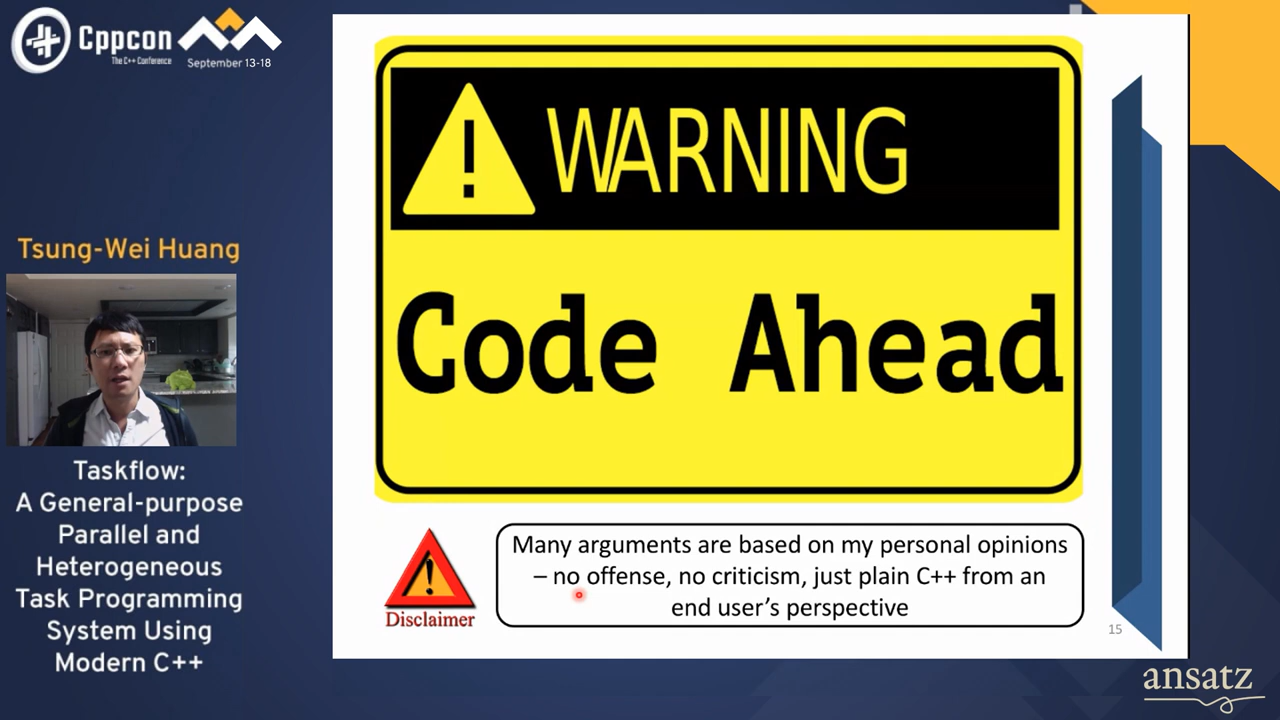 Cppcon
The C++ Conference
September 13-18
Tsung-Wei Huang
Taskflow:
A General-purpose
Parallel and
Heterogeneous
Task Programming
System Using
Modern C++
WARNING
Code Ahead
Disclaimer
Many arguments are based on my personal opinions
– no offense, no criticism, just plain C++ from an
end user’s perspective
15
ansatz